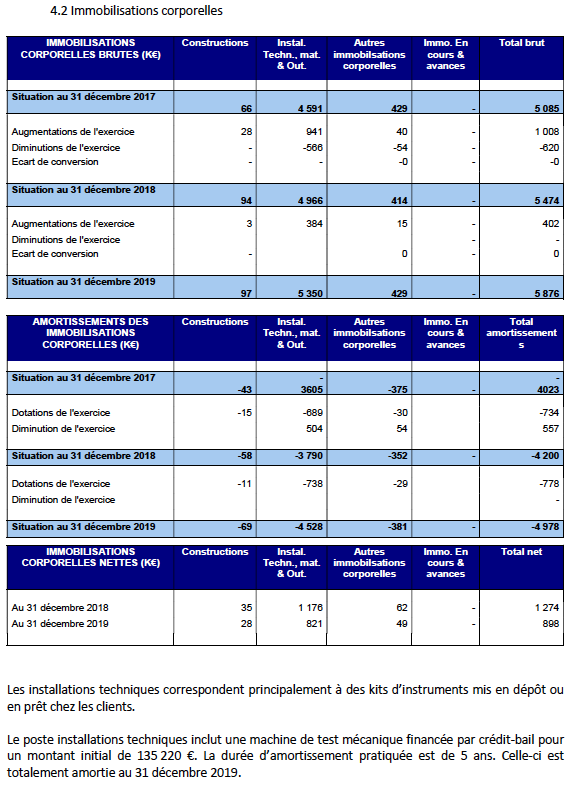 4.2 Immobilisations corporelles
IMMOBILISATIONS CORPORELLES BRUTES (K€) Constructions Instal. Techn., mat. & Out. Autres immobilsations corporelles Immo. En cours & avances Total brut
Situation au 31 décembre 2017 66 4 591 429 - 5 085
Augmentations de l'exercice 28 941 40 1 008
Diminutions de l'exercice - -566 -54 - -620
Ecart de conversion - - -0 - -0
Situation au 31 décembre 2018 94 4 966 414 - 5 474
Augmentations de l'exercice 3 384 15 402
Diminutions de l'exercice - -
Ecart de conversion - 0 - 0
Situation au 31 décembre 2019 97 5 350 429 - 5 876
AMORTISSEMENTS DES IMMOBILISATIONS CORPORELLES (K€) Constructions Instal. Techn., mat. & Out. Autres immobilsations corporelles Immo. En cours & avances Total amortissement s
Situation au 31 décembre 2017 -43 - 3605 -375 - - 4023
Dotations de l'exercice -15 -689 -30 -734
Diminution de l'exercice 504 54 557
Situation au 31 décembre 2018 -58 -3 790 -352 - -4 200
Dotations de l'exercice -11 -738 -29 -778
Diminution de l'exercice -
Situation au 31 décembre 2019 -69 -4 528 -381 - -4 978
IMMOBILISATIONS CORPORELLES NETTES (K€) Constructions Instal. Techn., mat. & Out. Autres immobilsations corporelles Immo. En cours & avances Total net
Au 31 décembre 2018 35 1 176 62 - 1 274
Au 31 décembre 2019 28 821 49 - 898
Les installations techniques correspondent principalement à des kits d’instruments mis en dépôt ou
en prêt chez les clients.
Le poste installations techniques inclut une machine de test mécanique financée par crédit-bail pour
un montant initial de 135 220 €. La durée d’amortissement pratiquée est de 5 ans. Celle-ci est
totalement amortie au 31 décembre 2019.